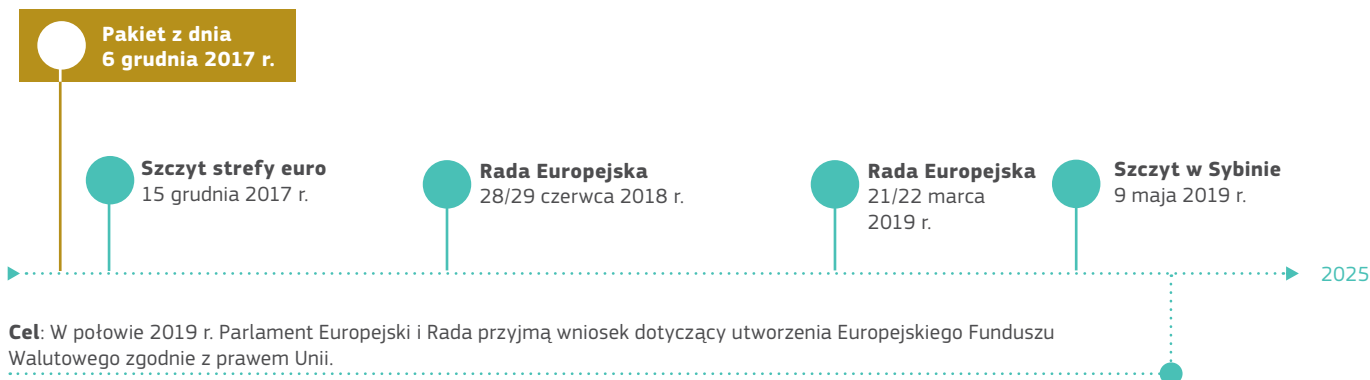 Pakiet z dnia
6 grudnia 2017 r.
Szczyt strefy euro
15 grudnia 2017 r.
Rada Europejska
28/29 czerwca 2018 r.
Rada Europejska
21/22 marca
2019 r.
Szczyt w Sybinie
9 maja 2019 r.
2025
Cel: W połowie 2019 r. Parlament Europejski i Rada przyjmą wniosek dotyczący utworzenia Europejskiego Funduszu
Walutowego zgodnie z prawem Unii.